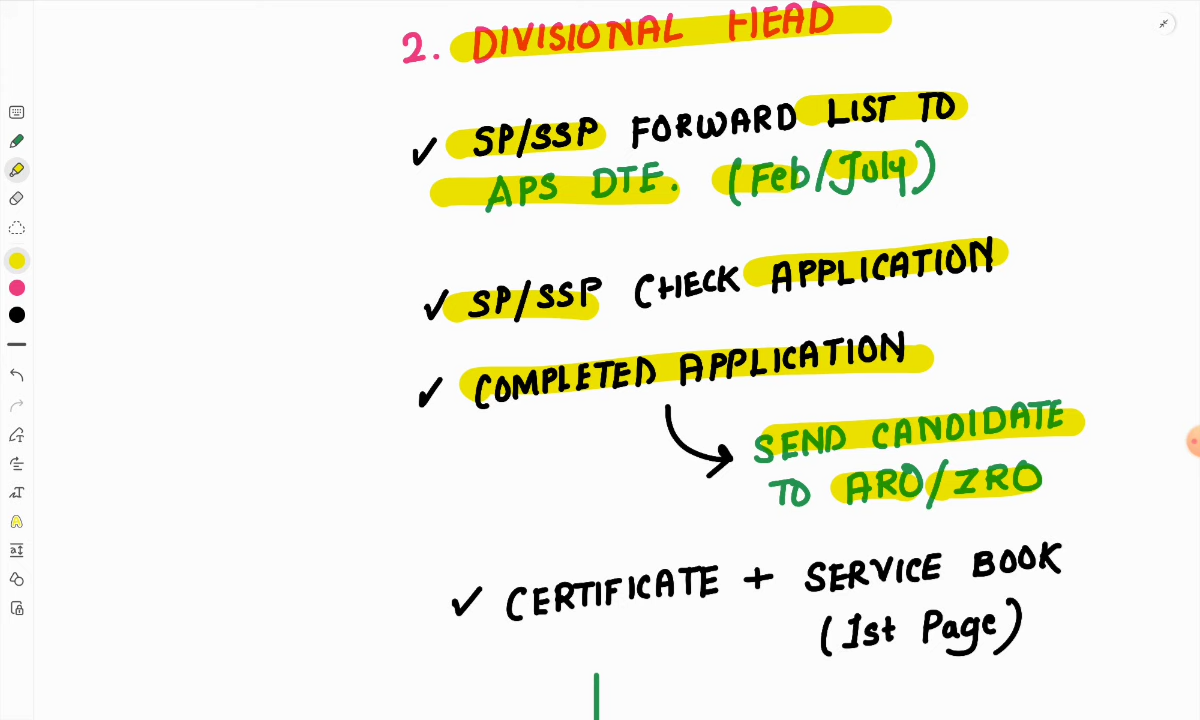 2. DIVISIONAL HEAD
✓ SP/SSP FORWARD LIST TO
APS DTE. (Feb/July)
✓ SP/SSP CHECK APPLICATION
✓ COMPLETED APPLICATION
SEND CANDIDATE
TO ARO/ZRO
✓ CERTIFICATE + SERVICE BOOK
(1st Page)